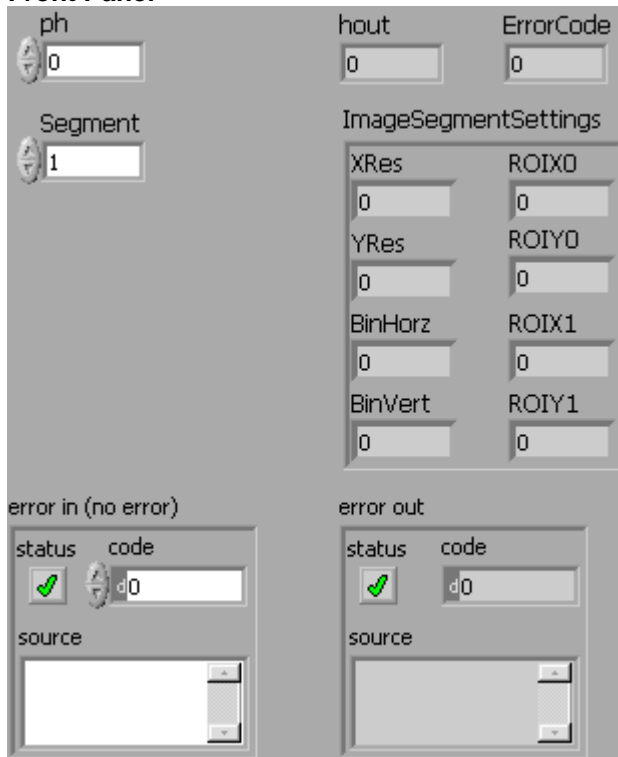 ph
0
Segment
1
hout
ErrorCode
0
0
ImageSegmentSettings
XRes
ROIX0
0
0
YRes
ROIY0
0
0
BinHorz
ROIX1
0
0
BinVert
ROIY1
0
0
error in (no error)
status
code
d0
source
error out
status
code
d0
source